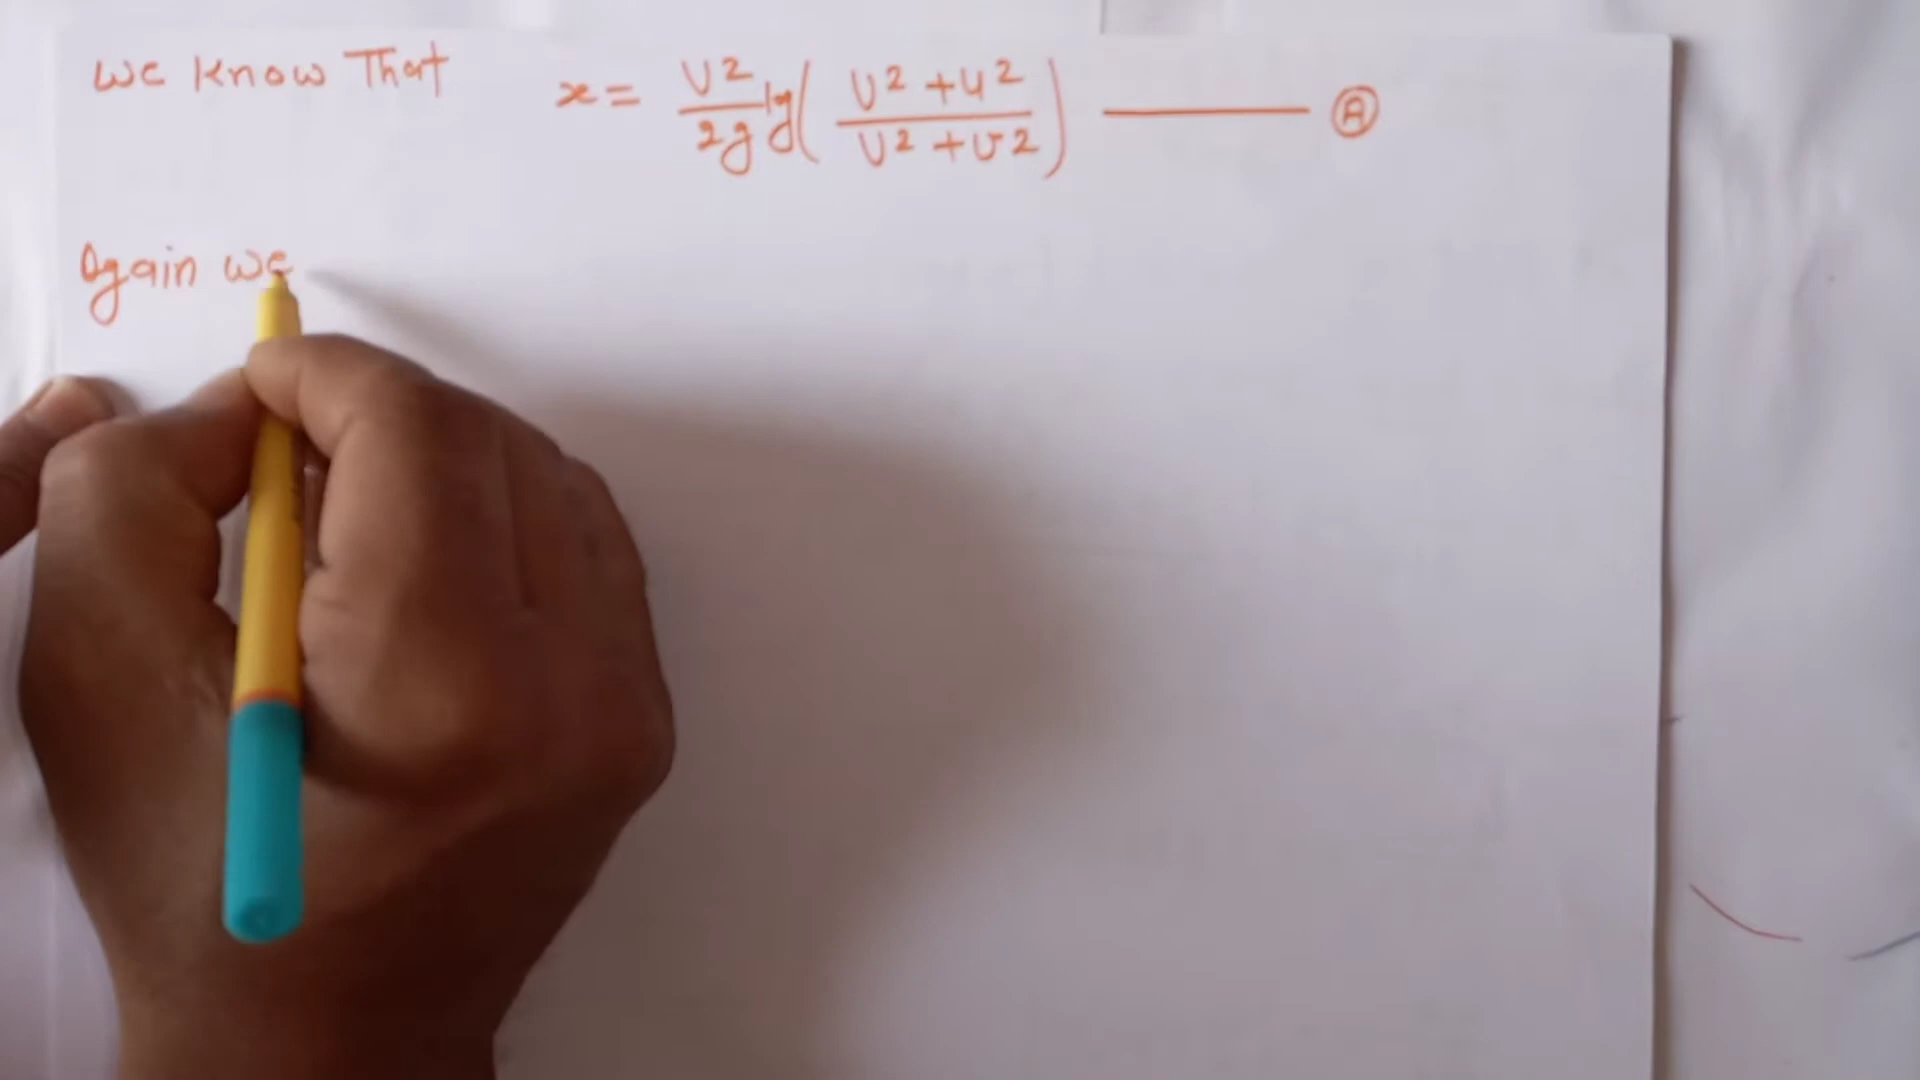 We know That x = V²/2g log( V² + u² / V² + v² ) ——— Ⓐ
Again we